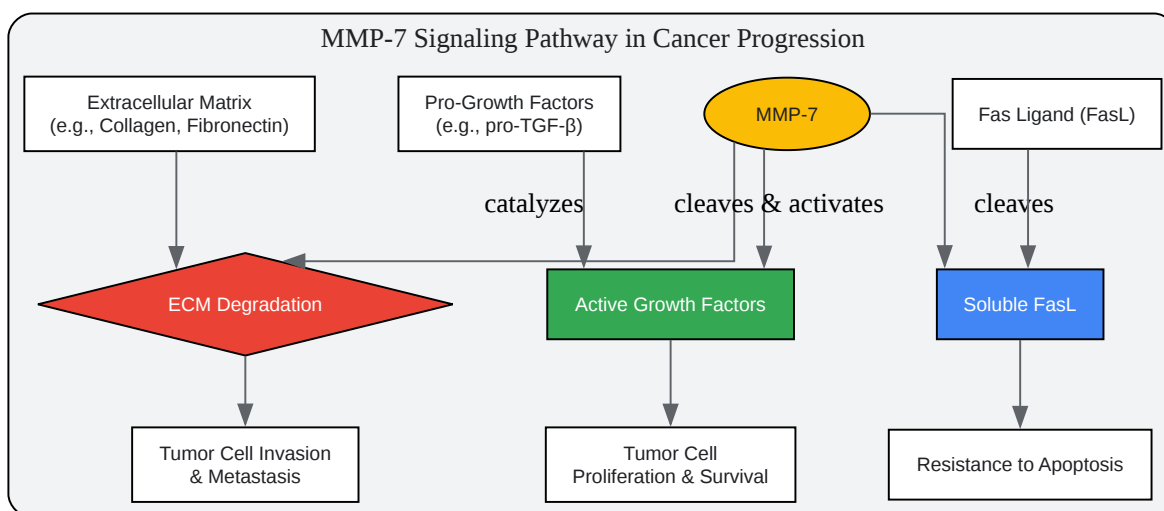 MMP-7 Signaling Pathway in Cancer Progression
Extracellular Matrix
(e.g., Collagen, Fibronectin)
Pro-Growth Factors
(e.g., pro-TGF-β)
MMP-7
Fas Ligand (FasL)
catalyzes
cleaves & activates
cleaves
ECM Degradation
Active Growth Factors
Soluble FasL
Tumor Cell Invasion
& Metastasis
Tumor Cell
Proliferation & Survival
Resistance to Apoptosis